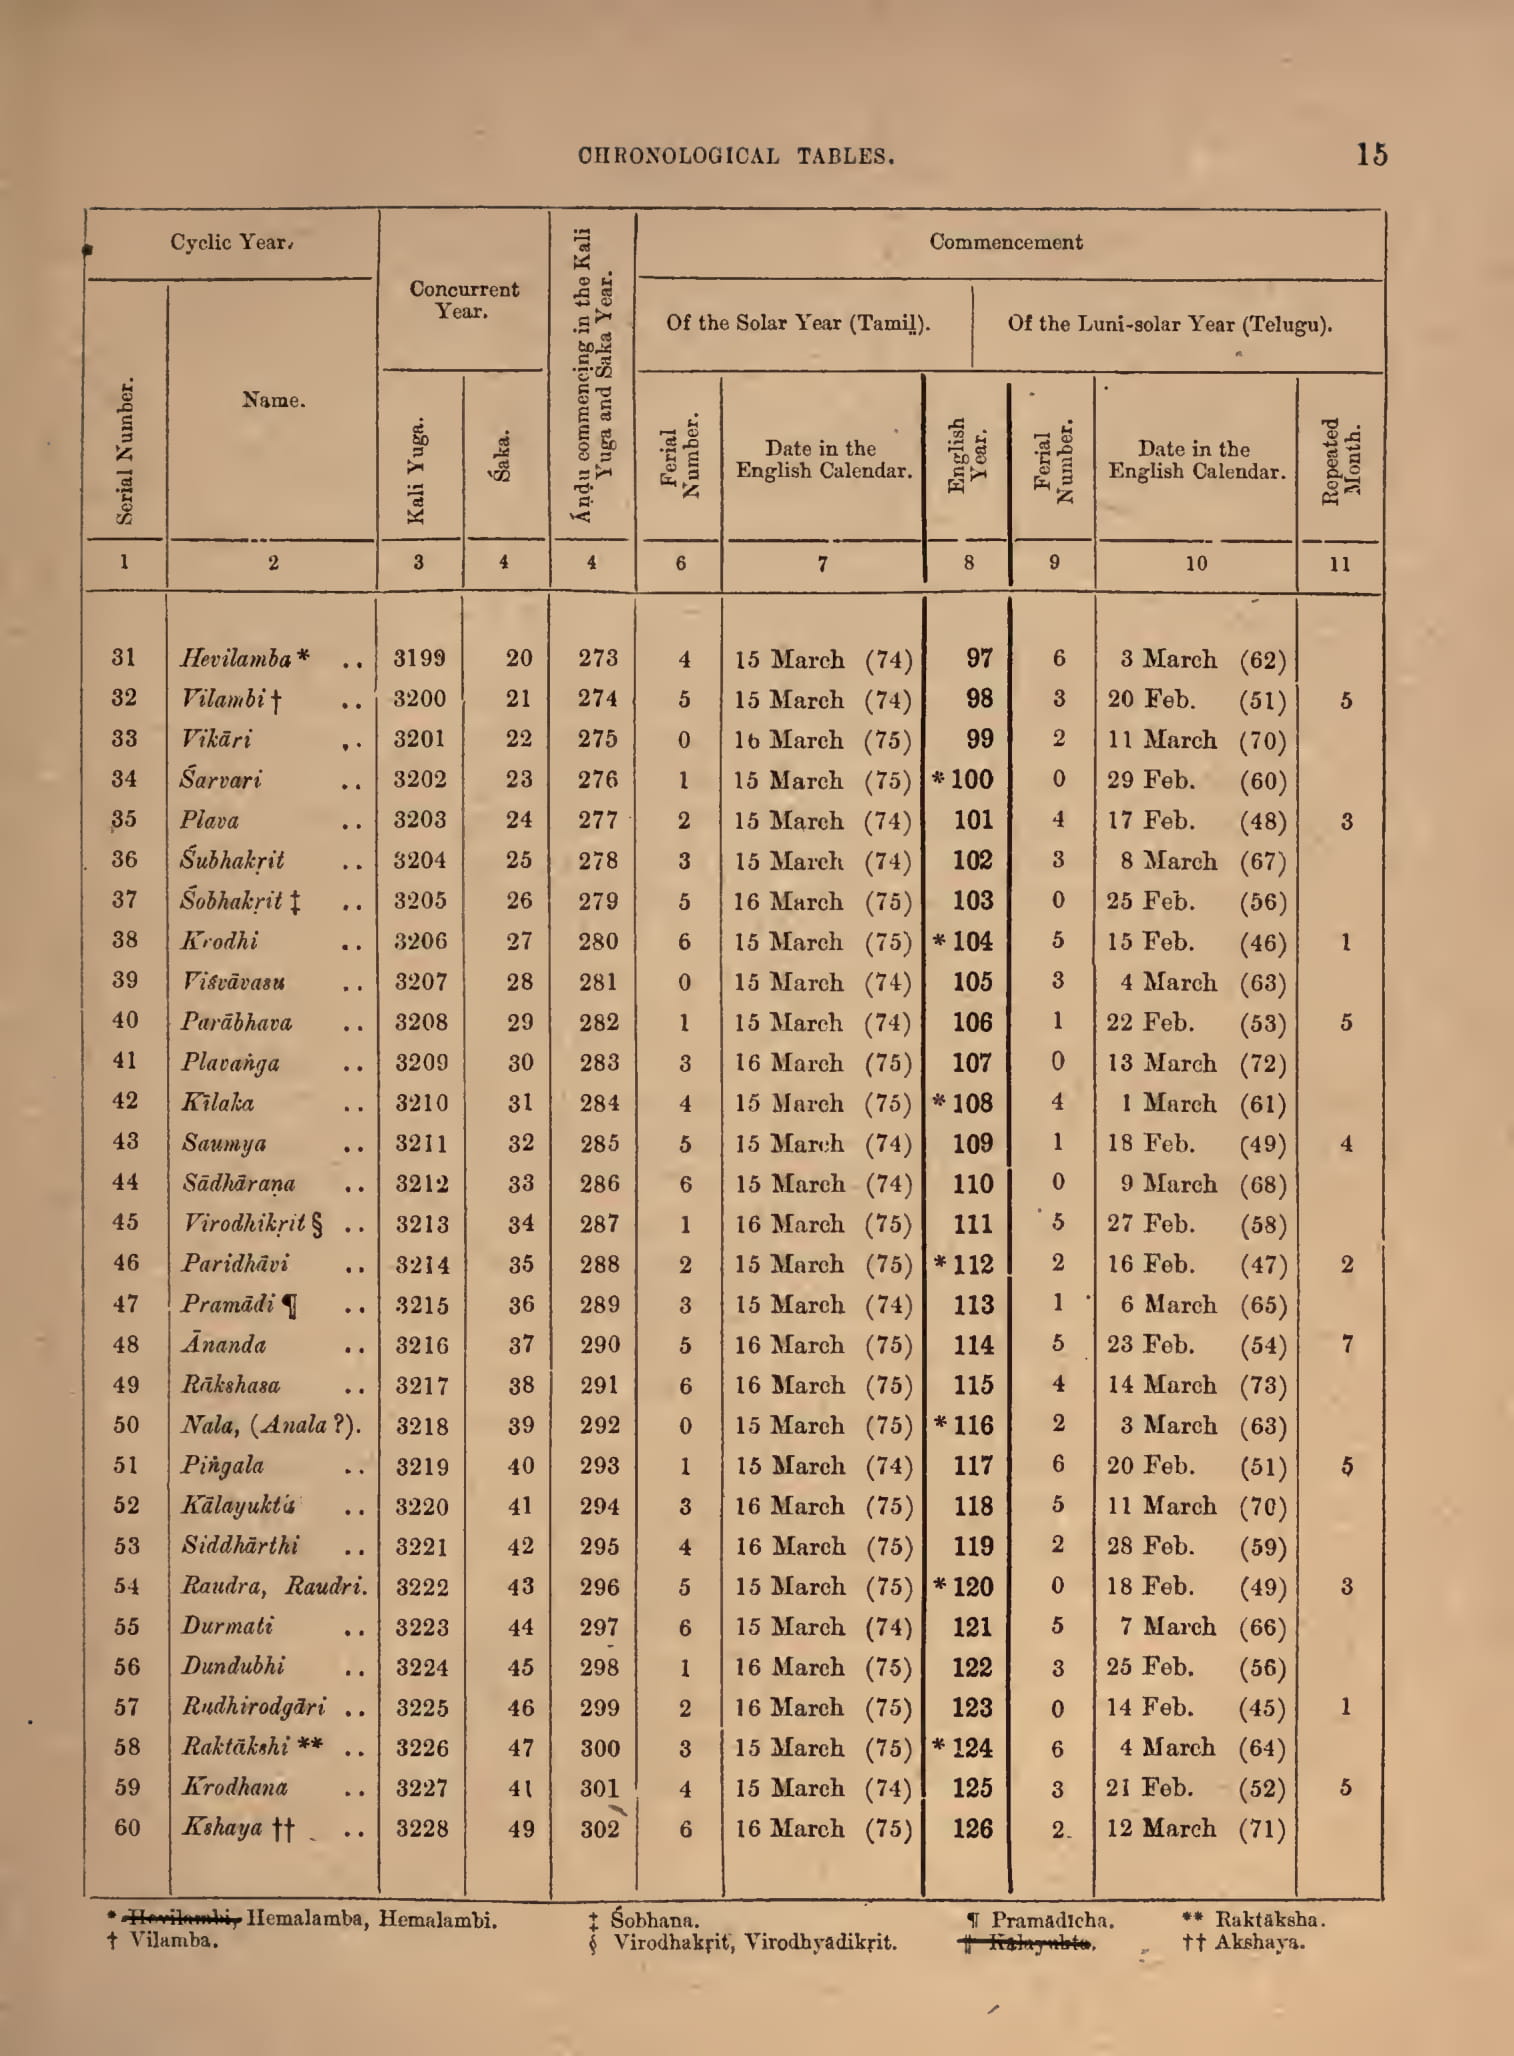 CHRONOLOGICAL TABLES.
15
Cyclic Year.
Concurrent
Year.
Áṇḍu commencing in the Kali
Yuga and Saka Year.
Commencement
Of the Solar Year (Tamiḷ).
Of the Luni-solar Year (Telugu).
Serial Number.
Name.
Kali Yuga.
Śaka.
Ferial
Number.
Date in the
English Calendar.
English
Year.
Ferial
Number.
Date in the
English Calendar.
Repeated
Month.
1 2 3 4 4 6 7 8 9 10 11
31 Hevilamba* .. 3199 20 273 4 15 March (74) 97 6 3 March (62)
32 Vilambi† .. 3200 21 274 5 15 March (74) 98 3 20 Feb. (51) 5
33 Vikāri .. 3201 22 275 0 16 March (75) 99 2 11 March (70)
34 Śarvari .. 3202 23 276 1 15 March (75) *100 0 29 Feb. (60)
35 Plava .. 3203 24 277 2 15 March (74) 101 4 17 Feb. (48) 3
36 Śubhakṛit .. 3204 25 278 3 15 March (74) 102 3 8 March (67)
37 Śobhakṛit ‡ .. 3205 26 279 5 16 March (75) 103 0 25 Feb. (56)
38 Krodhi .. 3206 27 280 6 15 March (75) *104 5 15 Feb. (46) 1
39 Viśvāvasu .. 3207 28 281 0 15 March (74) 105 3 4 March (63)
40 Parābhava .. 3208 29 282 1 15 March (74) 106 1 22 Feb. (53) 5
41 Plavaṅga .. 3209 30 283 3 16 March (75) 107 0 13 March (72)
42 Kīlaka .. 3210 31 284 4 15 March (75) *108 4 1 March (61)
43 Saumya .. 3211 32 285 5 15 March (74) 109 1 18 Feb. (49) 4
44 Sādhāraṇa .. 3212 33 286 6 15 March (74) 110 0 9 March (68)
45 Virodhikṛit § .. 3213 34 287 1 16 March (75) 111 5 27 Feb. (58)
46 Paridhāvi .. 3214 35 288 2 15 March (75) *112 2 16 Feb. (47) 2
47 Pramādi ¶ .. 3215 36 289 3 15 March (74) 113 1 6 March (65)
48 Ānanda .. 3216 37 290 5 16 March (75) 114 5 23 Feb. (54) 7
49 Rākshasa .. 3217 38 291 6 16 March (75) 115 4 14 March (73)
50 Nala, (Anala ?). 3218 39 292 0 15 March (75) *116 2 3 March (63)
51 Piṅgala .. 3219 40 293 1 15 March (74) 117 6 20 Feb. (51) 5
52 Kālayukta .. 3220 41 294 3 16 March (75) 118 5 11 March (70)
53 Siddhārthi .. 3221 42 295 4 16 March (75) 119 2 28 Feb. (59)
54 Raudra, Raudri. 3222 43 296 5 15 March (75) *120 0 18 Feb. (49) 3
55 Durmati .. 3223 44 297 6 15 March (74) 121 5 7 March (66)
56 Dundubhi .. 3224 45 298 1 16 March (75) 122 3 25 Feb. (56)
57 Rudhirodgāri .. 3225 46 299 2 16 March (75) 123 0 14 Feb. (45) 1
58 Raktākshi ** .. 3226 47 300 3 15 March (75) *124 6 4 March (64)
59 Krodhana .. 3227 41 301 4 15 March (74) 125 3 21 Feb. (52) 5
60 Kshaya †† .. 3228 49 302 6 16 March (75) 126 2 12 March (71)
* Hevilambi, Hemalamba, Hemalambi. ‡ Śobhana. ¶ Pramādīcha. ** Raktāksha.
† Vilamba. § Virodhakṛit, Virodhyādikṛit. ‖ Kālayukta. †† Akshaya.